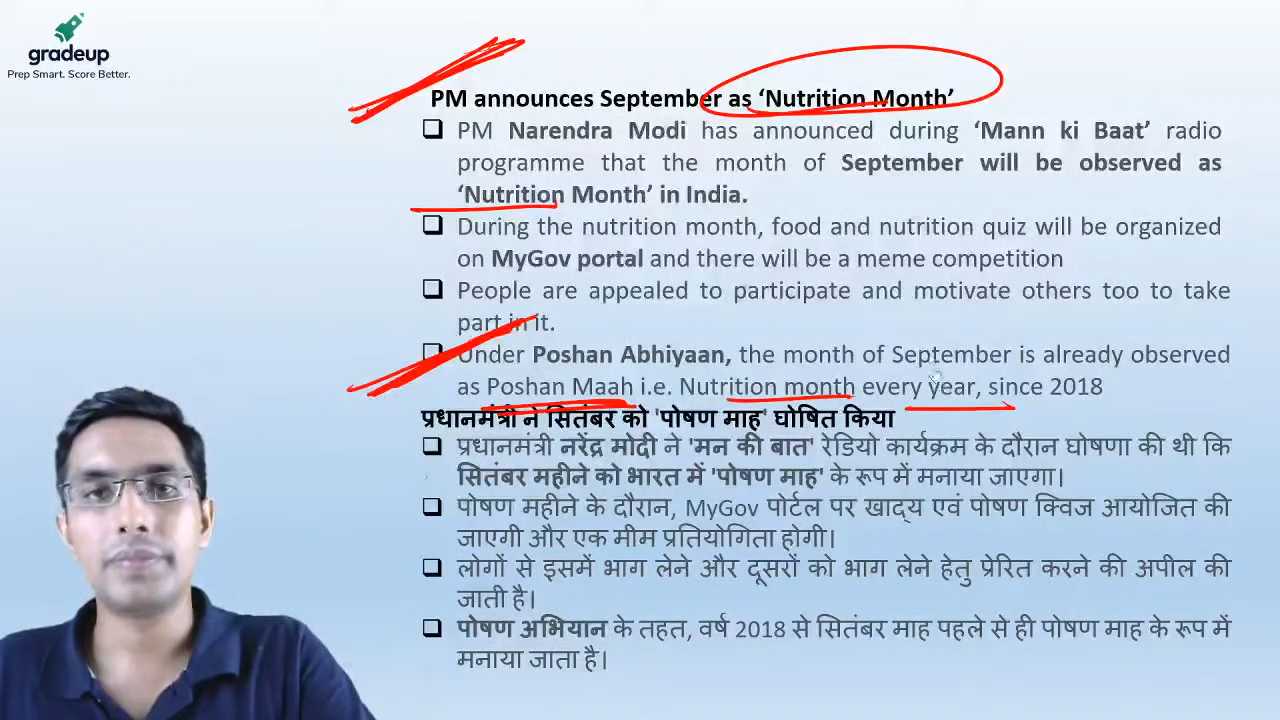 gradeup
Prep Smart. Score Better.
PM announces September as ‘Nutrition Month’
PM Narendra Modi has announced during ‘Mann ki Baat’ radio
programme that the month of September will be observed as
‘Nutrition Month’ in India.
During the nutrition month, food and nutrition quiz will be organized
on MyGov portal and there will be a meme competition
People are appealed to participate and motivate others too to take
part in it.
Under Poshan Abhiyaan, the month of September is already observed
as Poshan Maah i.e. Nutrition month every year, since 2018
प्रधानमंत्री ने सितंबर को 'पोषण माह' घोषित किया
प्रधानमंत्री नरेंद्र मोदी ने 'मन की बात' रेडियो कार्यक्रम के दौरान घोषणा की थी कि
सितंबर महीने को भारत में 'पोषण माह' के रूप में मनाया जाएगा।
पोषण महीने के दौरान, MyGov पोर्टल पर खाद्य एवं पोषण क्विज आयोजित की
जाएगी और एक मीम प्रतियोगिता होगी।
लोगों से इसमें भाग लेने और दूसरों को भाग लेने हेतु प्रेरित करने की अपील की
जाती है।
पोषण अभियान के तहत, वर्ष 2018 से सितंबर माह पहले से ही पोषण माह के रूप में
मनाया जाता है।